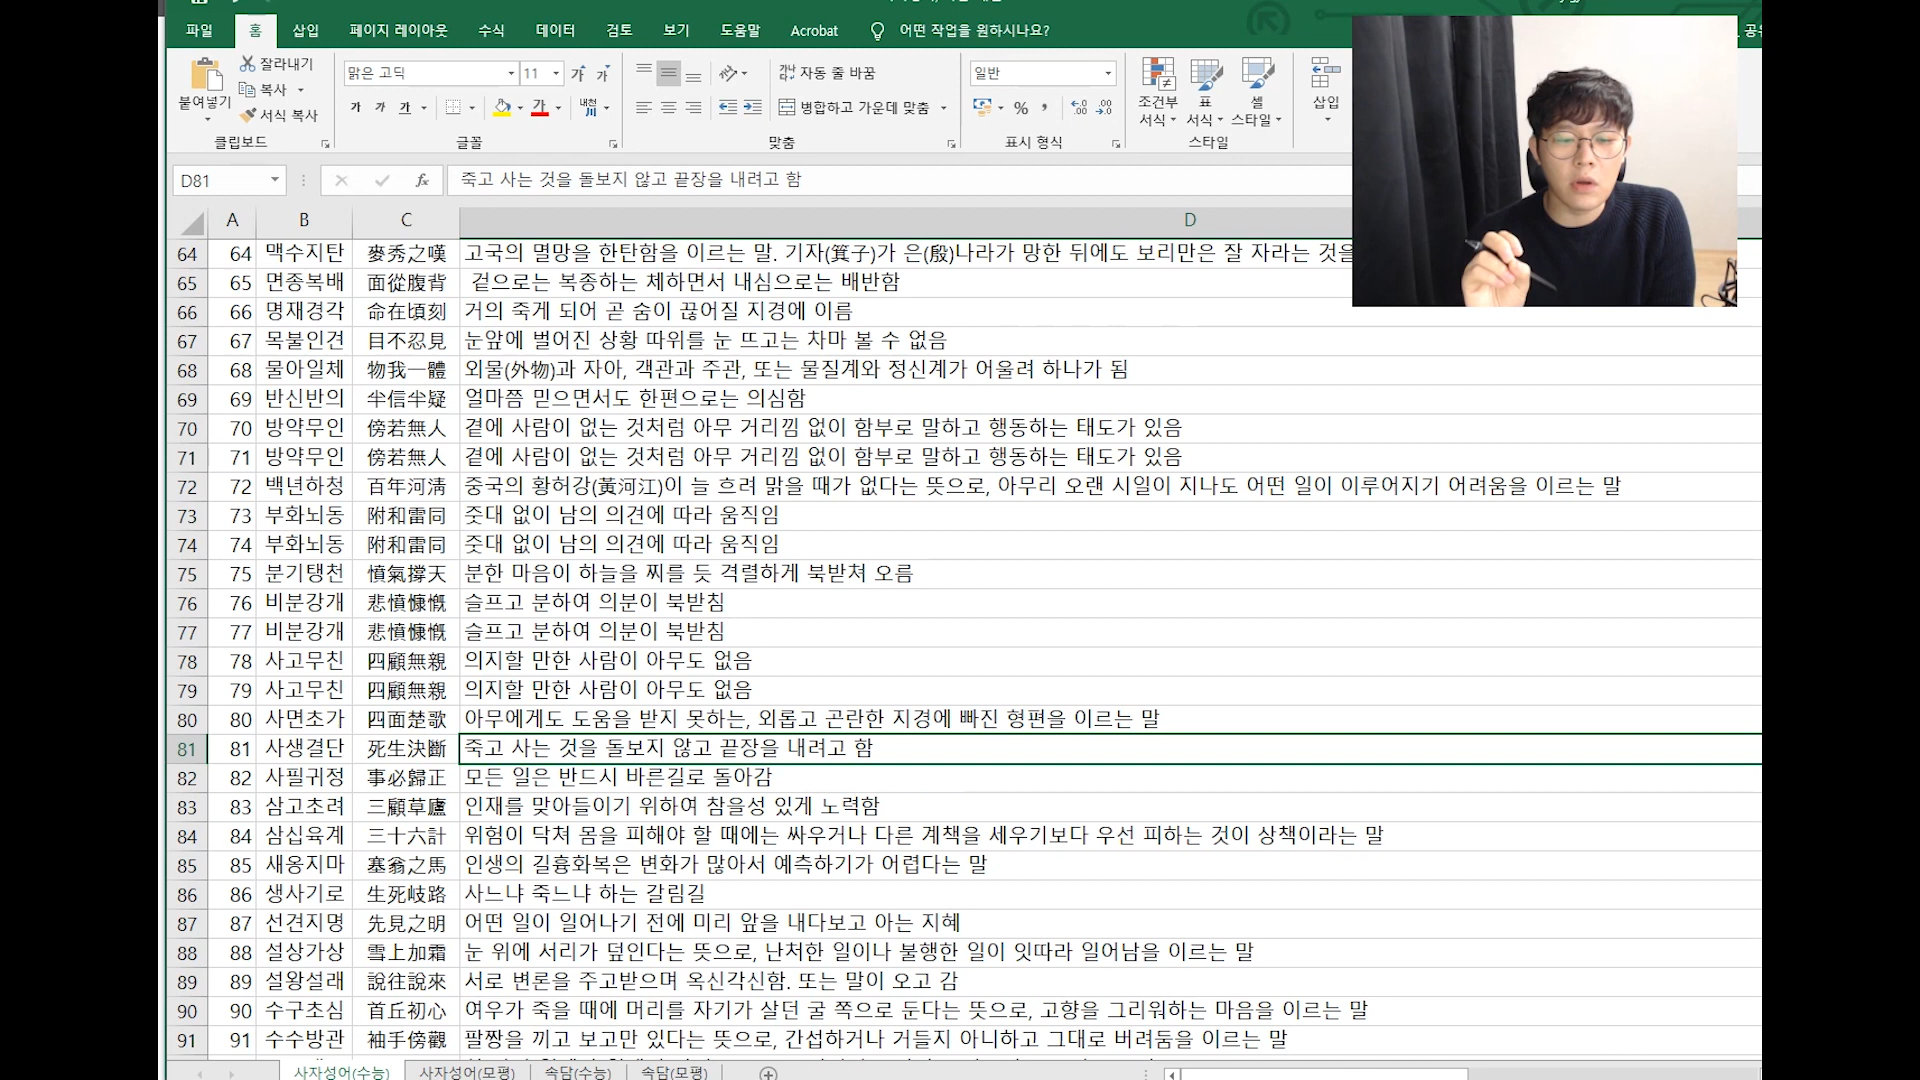 파일 홈 삽입 페이지 레이아웃 수식 데이터 검토 보기 도움말 Acrobat 어떤 작업을 원하시나요? 공유
붙여넣기 잘라내기 복사 서식 복사 클립보드
맑은 고딕 11 가 가 가 가 가 가 내천 글꼴
가나 자동 줄 바꿈 병합하고 가운데 맞춤 맞춤
일반 % , .00 표시 형식
조건부 서식 표 서식 셀 스타일 스타일 삽입
D81 fx 죽고 사는 것을 돌보지 않고 끝장을 내려고 함
A B C D
64 64 맥수지탄 麥秀之嘆 고국의 멸망을 한탄함을 이르는 말. 기자(箕子)가 은(殷)나라가 망한 뒤에도 보리만은 잘 자라는 것을
65 65 면종복배 面從腹背 겉으로는 복종하는 체하면서 내심으로는 배반함
66 66 명재경각 命在頃刻 거의 죽게 되어 곧 숨이 끊어질 지경에 이름
67 67 목불인견 目不忍見 눈앞에 벌어진 상황 따위를 눈 뜨고는 차마 볼 수 없음
68 68 물아일체 物我一體 외물(外物)과 자아, 객관과 주관, 또는 물질계와 정신계가 어울려 하나가 됨
69 69 반신반의 半信半疑 얼마쯤 믿으면서도 한편으로는 의심함
70 70 방약무인 傍若無人 곁에 사람이 없는 것처럼 아무 거리낌 없이 함부로 말하고 행동하는 태도가 있음
71 71 방약무인 傍若無人 곁에 사람이 없는 것처럼 아무 거리낌 없이 함부로 말하고 행동하는 태도가 있음
72 72 백년하청 百年河淸 중국의 황허강(黃河江)이 늘 흐려 맑을 때가 없다는 뜻으로, 아무리 오랜 시일이 지나도 어떤 일이 이루어지기 어려움을 이르는 말
73 73 부화뇌동 附和雷同 줏대 없이 남의 의견에 따라 움직임
74 74 부화뇌동 附和雷同 줏대 없이 남의 의견에 따라 움직임
75 75 분기탱천 憤氣撐天 분한 마음이 하늘을 찌를 듯 격렬하게 북받쳐 오름
76 76 비분강개 悲憤慷慨 슬프고 분하여 의분이 북받침
77 77 비분강개 悲憤慷慨 슬프고 분하여 의분이 북받침
78 78 사고무친 四顧無親 의지할 만한 사람이 아무도 없음
79 79 사고무친 四顧無親 의지할 만한 사람이 아무도 없음
80 80 사면초가 四面楚歌 아무에게도 도움을 받지 못하는, 외롭고 곤란한 지경에 빠진 형편을 이르는 말
81 81 사생결단 死生決斷 죽고 사는 것을 돌보지 않고 끝장을 내려고 함
82 82 사필귀정 事必歸正 모든 일은 반드시 바른길로 돌아감
83 83 삼고초려 三顧草廬 인재를 맞아들이기 위하여 참을성 있게 노력함
84 84 삼십육계 三十六計 위험이 닥쳐 몸을 피해야 할 때에는 싸우거나 다른 계책을 세우기보다 우선 피하는 것이 상책이라는 말
85 85 새옹지마 塞翁之馬 인생의 길흉화복은 변화가 많아서 예측하기가 어렵다는 말
86 86 생사기로 生死岐路 사느냐 죽느냐 하는 갈림길
87 87 선견지명 先見之明 어떤 일이 일어나기 전에 미리 앞을 내다보고 아는 지혜
88 88 설상가상 雪上加霜 눈 위에 서리가 덮인다는 뜻으로, 난처한 일이나 불행한 일이 잇따라 일어남을 이르는 말
89 89 설왕설래 說往說來 서로 변론을 주고받으며 옥신각신함. 또는 말이 오고 감
90 90 수구초심 首丘初心 여우가 죽을 때에 머리를 자기가 살던 굴 쪽으로 둔다는 뜻으로, 고향을 그리워하는 마음을 이르는 말
91 91 수수방관 袖手傍觀 팔짱을 끼고 보고만 있다는 뜻으로, 간섭하거나 거들지 아니하고 그대로 버려둠을 이르는 말
사자성어(수능) 사자성어(모평) 속담(수능) 속담(모평)